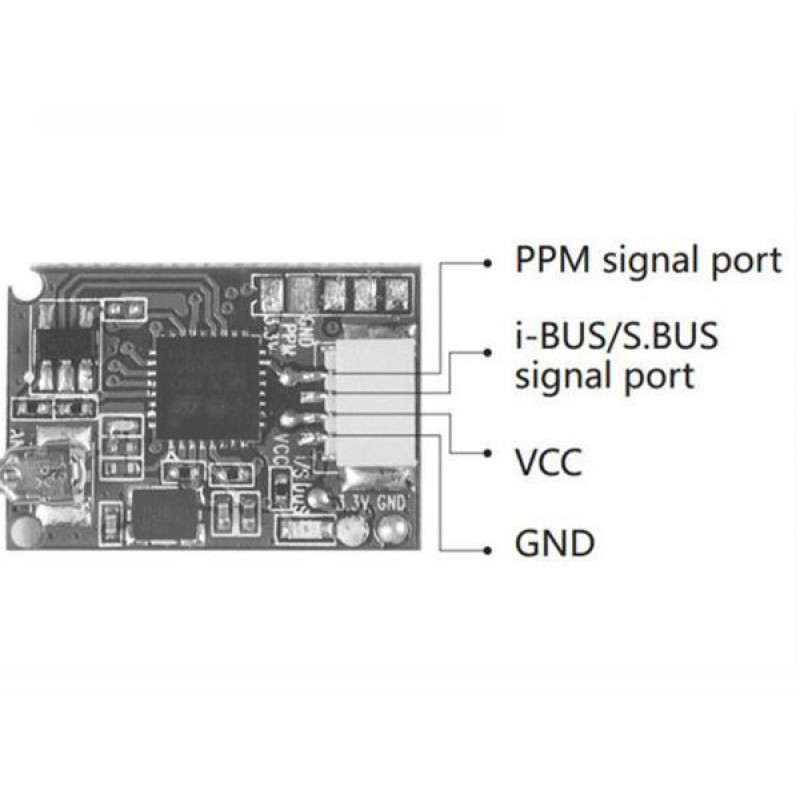 PPM signal port
i-BUS/S.BUS
signal port
VCC
GND
GND
PPM
3.3V
VCC
I/S BUS
3.3V GND